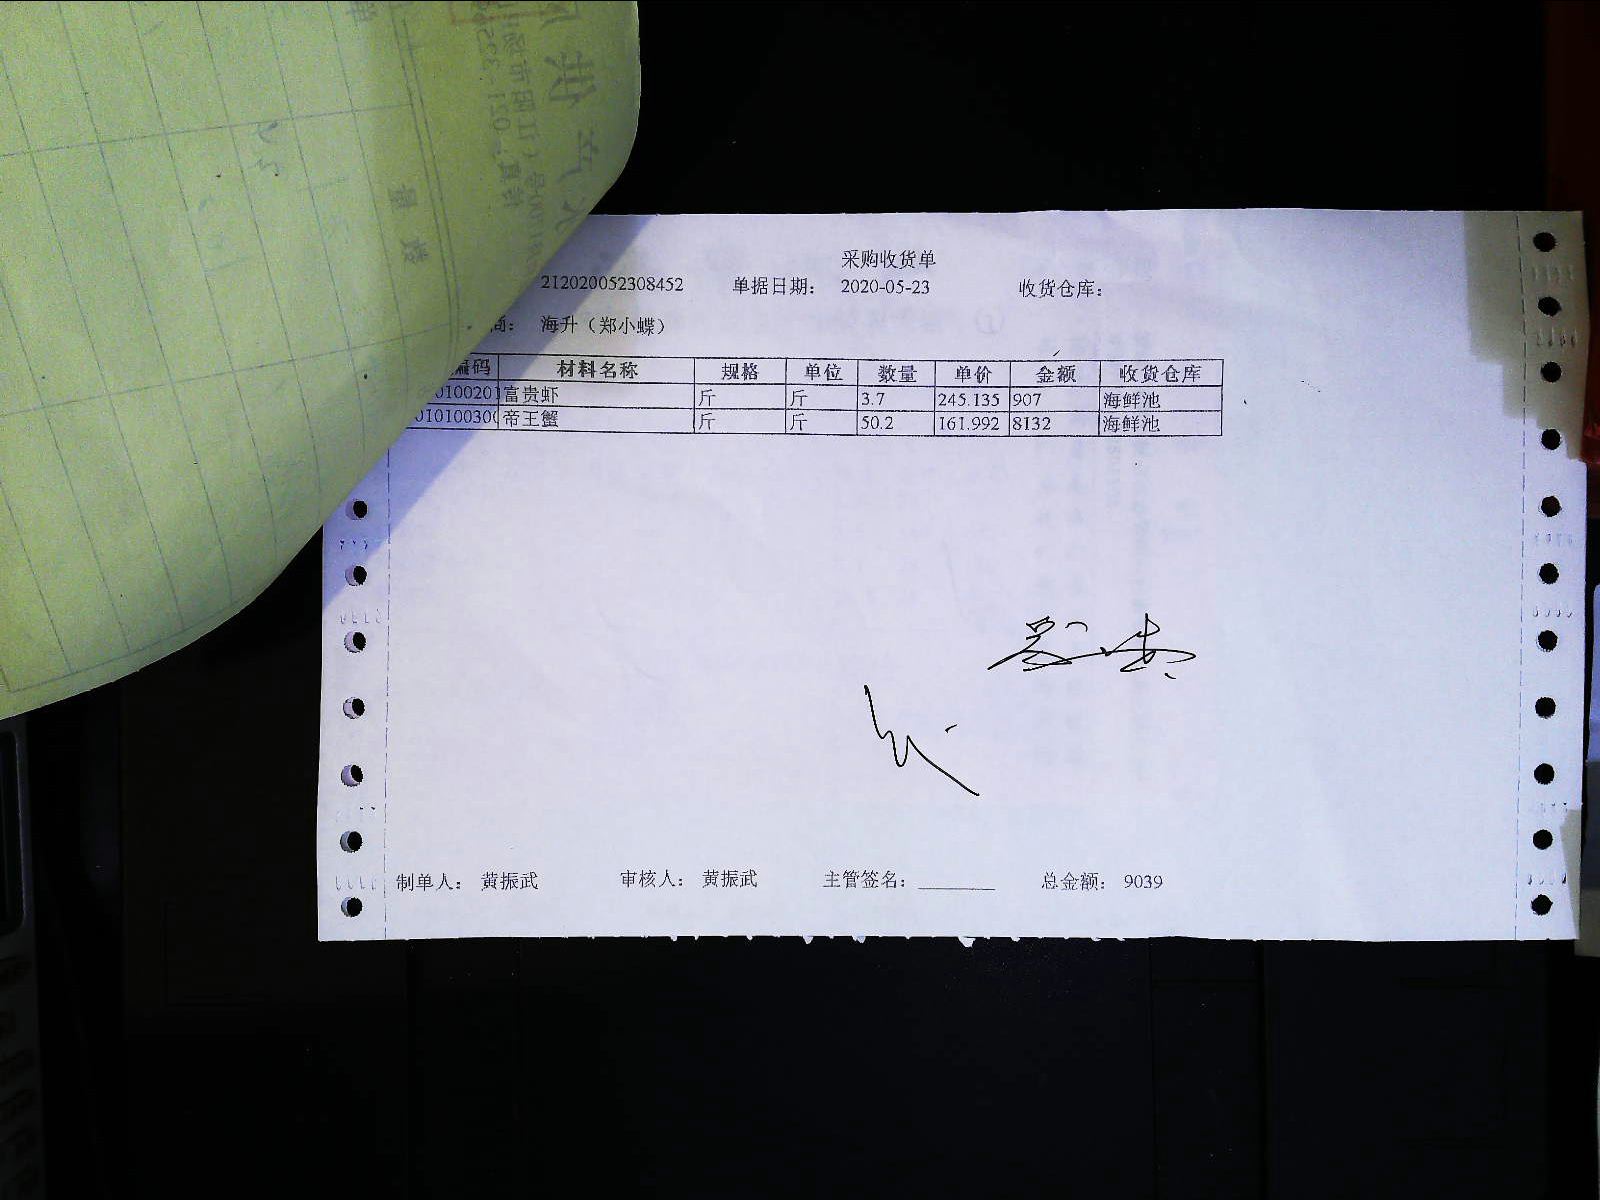 采购收货单
212020052308452 单据日期： 2020-05-23 收货仓库：
商： 海升（郑小蝶）
编码 材料名称 规格 单位 数量 单价 金额 收货仓库
0100201 富贵虾 斤 斤 3.7 245.135 907 海鲜池
01010030 帝王蟹 斤 斤 50.2 161.992 8132 海鲜池
制单人： 黄振武 审核人： 黄振武 主管签名： ________ 总金额： 9039